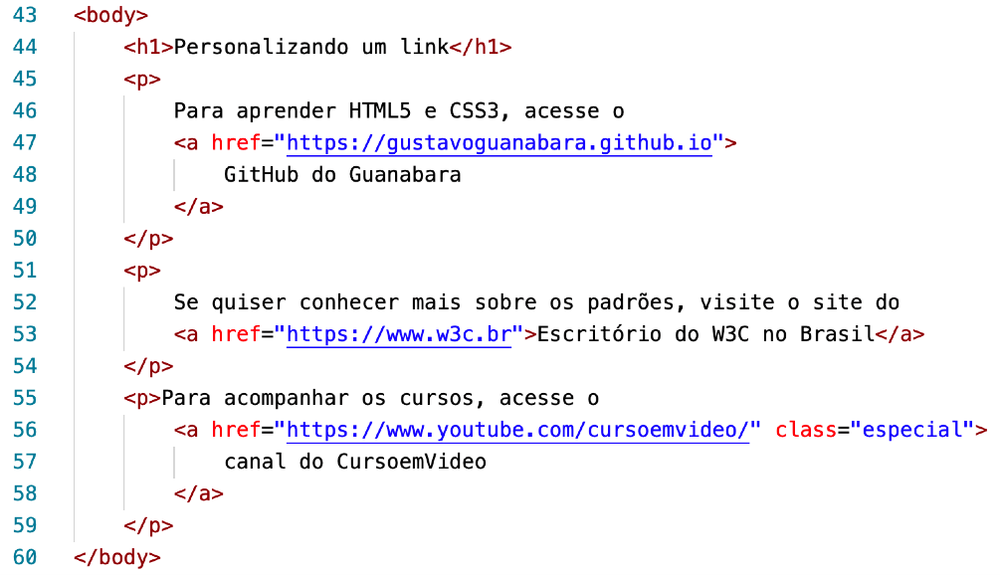 43 <body>
44 <h1>Personalizando um link</h1>
45 <p>
46 Para aprender HTML5 e CSS3, acesse o
47 <a href="https://gustavoguanabara.github.io">
48 GitHub do Guanabara
49 </a>
50 </p>
51 <p>
52 Se quiser conhecer mais sobre os padrões, visite o site do
53 <a href="https://www.w3c.br">Escritório do W3C no Brasil</a>
54 </p>
55 <p>Para acompanhar os cursos, acesse o
56 <a href="https://www.youtube.com/cursoemvideo/" class="especial">
57 canal do CursoemVideo
58 </a>
59 </p>
60 </body>